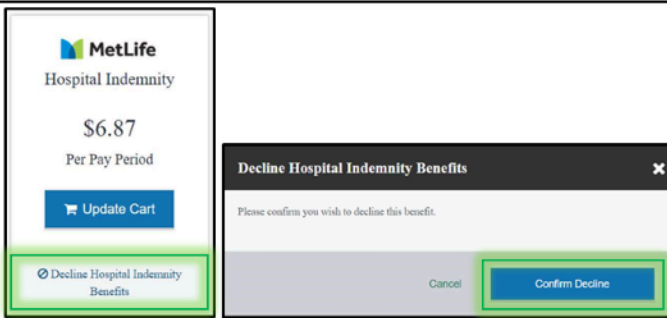 MetLife
Hospital Indemnity
$6.87
Per Pay Period
Update Cart
Decline Hospital Indemnity
Benefits
Decline Hospital Indemnity Benefits
Please confirm you wish to decline this benefit.
Cancel
Confirm Decline